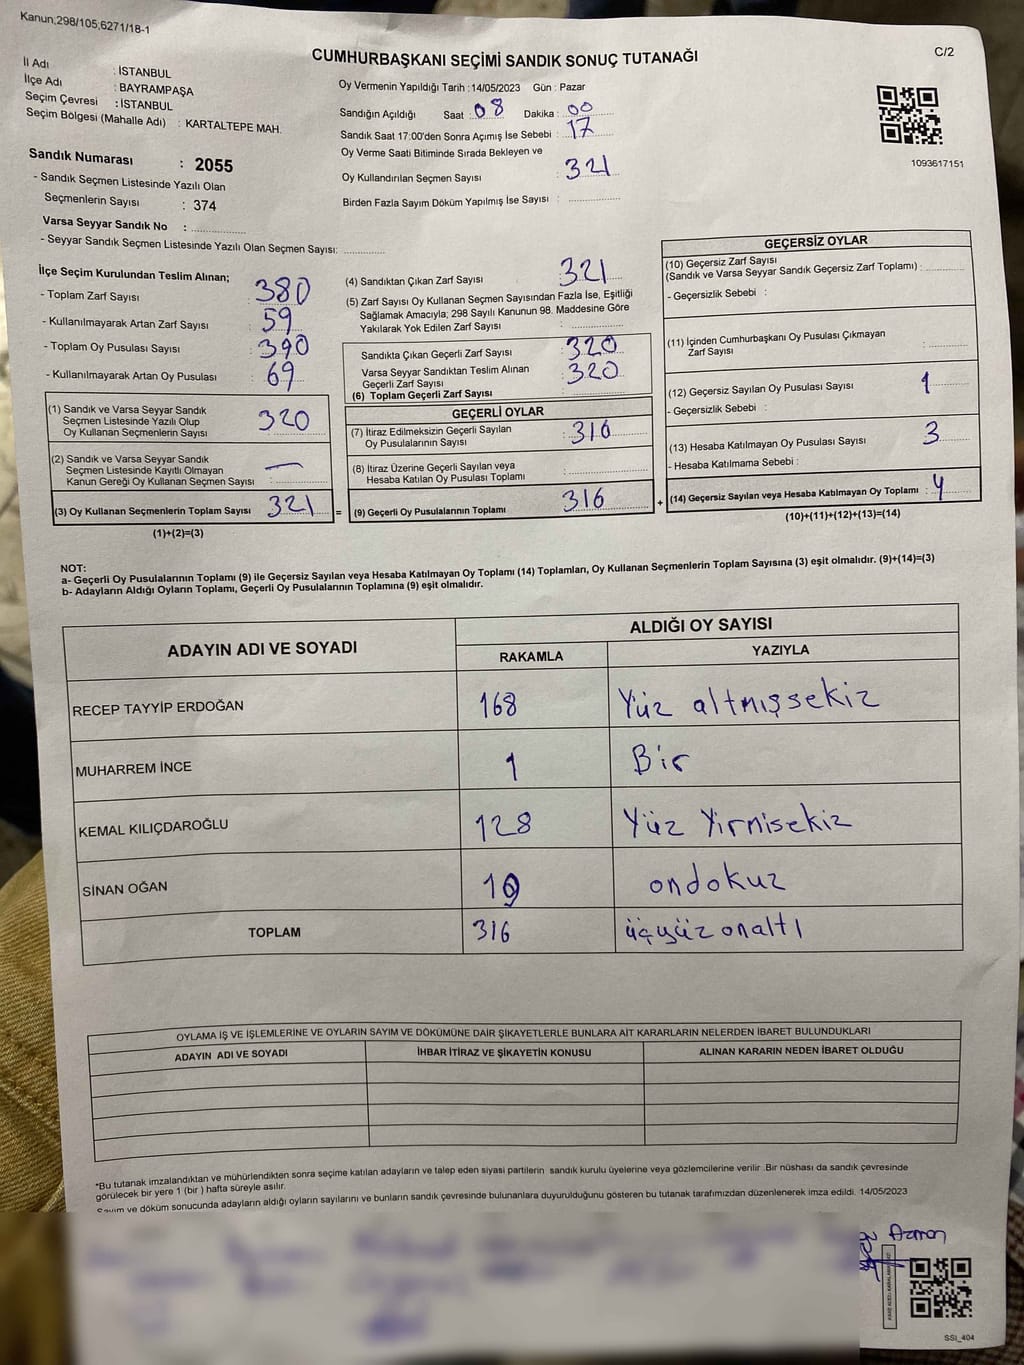 Kanun,298/105,6271/18-1
CUMHURBAŞKANI SEÇİMİ SANDIK SONUÇ TUTANAĞI
C/2
İl Adı : İSTANBUL
İlçe Adı : BAYRAMPAŞA
Seçim Çevresi : İSTANBUL
Seçim Bölgesi (Mahalle Adı) : KARTALTEPE MAH.
Oy Vermenin Yapıldığı Tarih : 14/05/2023 Gün : Pazar
Sandığın Açıldığı Saat : 08 Dakika : 00
Sandık Saat 17:00'den Sonra Açımış İse Sebebi : 17
Oy Verme Saati Bitiminde Sırada Bekleyen ve
Oy Kullandırılan Seçmen Sayısı : 321
Birden Fazla Sayım Döküm Yapılmış İse Sayısı :
1093617151
Sandık Numarası : 2055
- Sandık Seçmen Listesinde Yazılı Olan
Seçmenlerin Sayısı : 374
Varsa Seyyar Sandık No :
- Seyyar Sandık Seçmen Listesinde Yazılı Olan Seçmen Sayısı:
İlçe Seçim Kurulundan Teslim Alınan;
- Toplam Zarf Sayısı : 380
- Kullanılmayarak Artan Zarf Sayısı : 59
- Toplam Oy Pusulası Sayısı : 390
- Kullanılmayarak Artan Oy Pusulası : 69
(1) Sandık ve Varsa Seyyar Sandık
Seçmen Listesinde Yazılı Olup
Oy Kullanan Seçmenlerin Sayısı : 320
(2) Sandık ve Varsa Seyyar Sandık
Seçmen Listesinde Kayıtlı Olmayan
Kanun Gereği Oy Kullanan Seçmen Sayısı : —
(3) Oy Kullanan Seçmenlerin Toplam Sayısı : 321 =
(1)+(2)=(3)
(4) Sandıktan Çıkan Zarf Sayısı : 321
(5) Zarf Sayısı Oy Kullanan Seçmen Sayısından Fazla İse, Eşitliği
Sağlamak Amacıyla; 298 Sayılı Kanunun 98. Maddesine Göre
Yakılarak Yok Edilen Zarf Sayısı :
Sandıkta Çıkan Geçerli Zarf Sayısı : 320
Varsa Seyyar Sandıktan Teslim Alınan
Geçerli Zarf Sayısı : 320
(6) Toplam Geçerli Zarf Sayısı :
GEÇERLİ OYLAR
(7) İtiraz Edilmeksizin Geçerli Sayılan
Oy Pusulalarının Sayısı : 316
(8) İtiraz Üzerine Geçerli Sayılan veya
Hesaba Katılan Oy Pusulası Toplamı :
(9) Geçerli Oy Pusulalarının Toplamı : 316 +
GEÇERSİZ OYLAR
(10) Geçersiz Zarf Sayısı
(Sandık ve Varsa Seyyar Sandık Geçersiz Zarf Toplamı) :
- Geçersizlik Sebebi :
(11) İçinden Cumhurbaşkanı Oy Pusulası Çıkmayan
Zarf Sayısı :
(12) Geçersiz Sayılan Oy Pusulası Sayısı : 1
- Geçersizlik Sebebi :
(13) Hesaba Katılmayan Oy Pusulası Sayısı : 3
- Hesaba Katılmama Sebebi :
(14) Geçersiz Sayılan veya Hesaba Katılmayan Oy Toplamı : 4
(10)+(11)+(12)+(13)=(14)
NOT:
a- Geçerli Oy Pusulalarının Toplamı (9) ile Geçersiz Sayılan veya Hesaba Katılmayan Oy Toplamı (14) Toplamları, Oy Kullanan Seçmenlerin Toplam Sayısına (3) eşit olmalıdır. (9)+(14)=(3)
b- Adayların Aldığı Oyların Toplamı, Geçerli Oy Pusulalarının Toplamına (9) eşit olmalıdır.
ADAYIN ADI VE SOYADI ALDIĞI OY SAYISI
RAKAMLA YAZIYLA
RECEP TAYYİP ERDOĞAN 168 Yüz altmışsekiz
MUHARREM İNCE 1 Bir
KEMAL KILIÇDAROĞLU 128 Yüz Yirmisekiz
SİNAN OĞAN 19 ondokuz
TOPLAM 316 üçyüz onaltı
OYLAMA İŞ VE İŞLEMLERİNE VE OYLARIN SAYIM VE DÖKÜMÜNE DAİR ŞİKAYETLERLE BUNLARA AİT KARARLARIN NELERDEN İBARET BULUNDUKLARI
ADAYIN ADI VE SOYADI İHBAR İTİRAZ VE ŞİKAYETİN KONUSU ALINAN KARARIN NEDEN İBARET OLDUĞU
*Bu tutanak imzalandıktan ve mühürlendikten sonra seçime katılan adayların ve talep eden siyasi partilerin sandık kurulu üyelerine veya gözlemcilerine verilir .Bir nüshası da sandık çevresinde
görülecek bir yere 1 (bir ) hafta süreyle asılır.
Sayım ve döküm sonucunda adayların aldığı oyların sayılarını ve bunların sandık çevresinde bulunanlara duyurulduğunu gösteren bu tutanak tarafımızdan düzenlenerek imza edildi. 14/05/2023
Azman
SSI_404